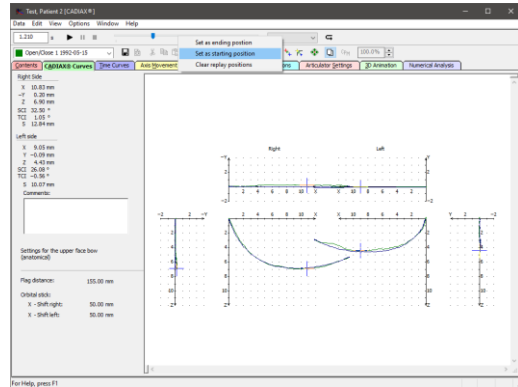 Test, Patient 2 [CADIAX®]
Data Edit View Options Window Help
1.210 s
Set as ending position
Set as starting position
Clear replay positions
Open/Close 1 1992-03-15
100.0%
Contents CADIAX® Curves Time Curves Axis Movement ons Articulator Settings 3D Animation Numerical Analysis
Right Side
X 10.83 mm
-Y 0.20 mm
Z 6.90 mm
SCI 32.50 °
TCI 1.05 °
S 12.84 mm
Left side
X 9.05 mm
Y -0.09 mm
Z 4.43 mm
SCI 26.08 °
TCI -0.56 °
S 10.07 mm
Comments:
Settings for the upper face bow
(anatomical)
Flag distance: 155.00 mm
Orbital stick:
X - Shift right: 50.00 mm
X - Shift left: 50.00 mm
Right Left
For Help, press F1